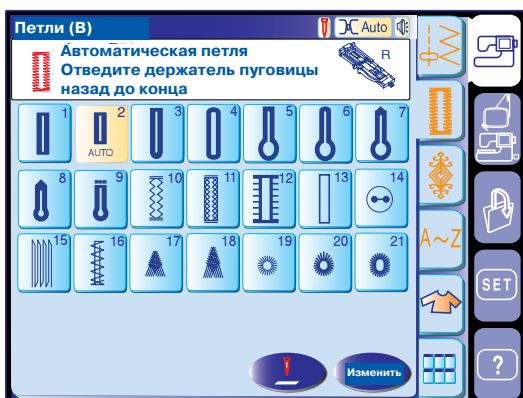 Петли (B)
Auto
Автоматическая петля
R
Отведите держатель пуговицы
назад до конца
1 2 3 4 5 6 7
AUTO
8 9 10 11 12 13 14
15 16 17 18 19 20 21
A~Z
SET
Изменить
?